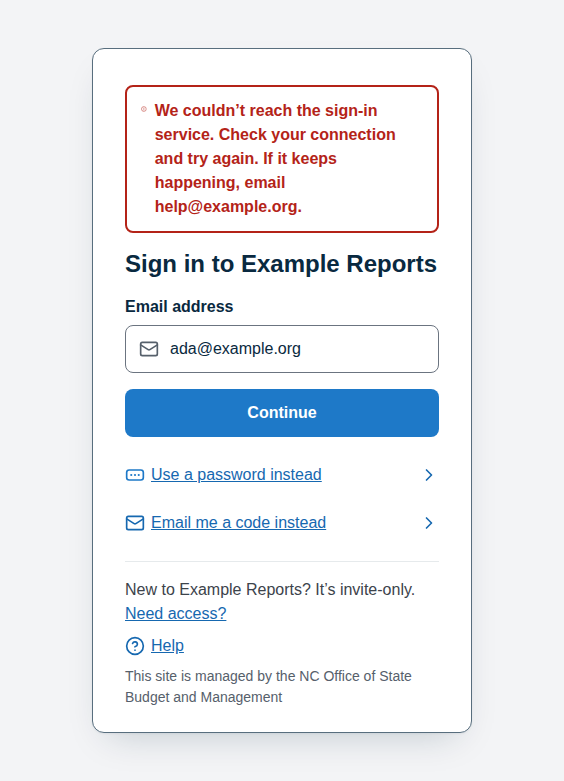 We couldn’t reach the sign-in
service. Check your connection
and try again. If it keeps
happening, email
help@example.org.
Sign in to Example Reports
Email address
ada@example.org
Continue
Use a password instead
Email me a code instead
New to Example Reports? It’s invite-only.
Need access?
Help
This site is managed by the NC Office of State
Budget and Management